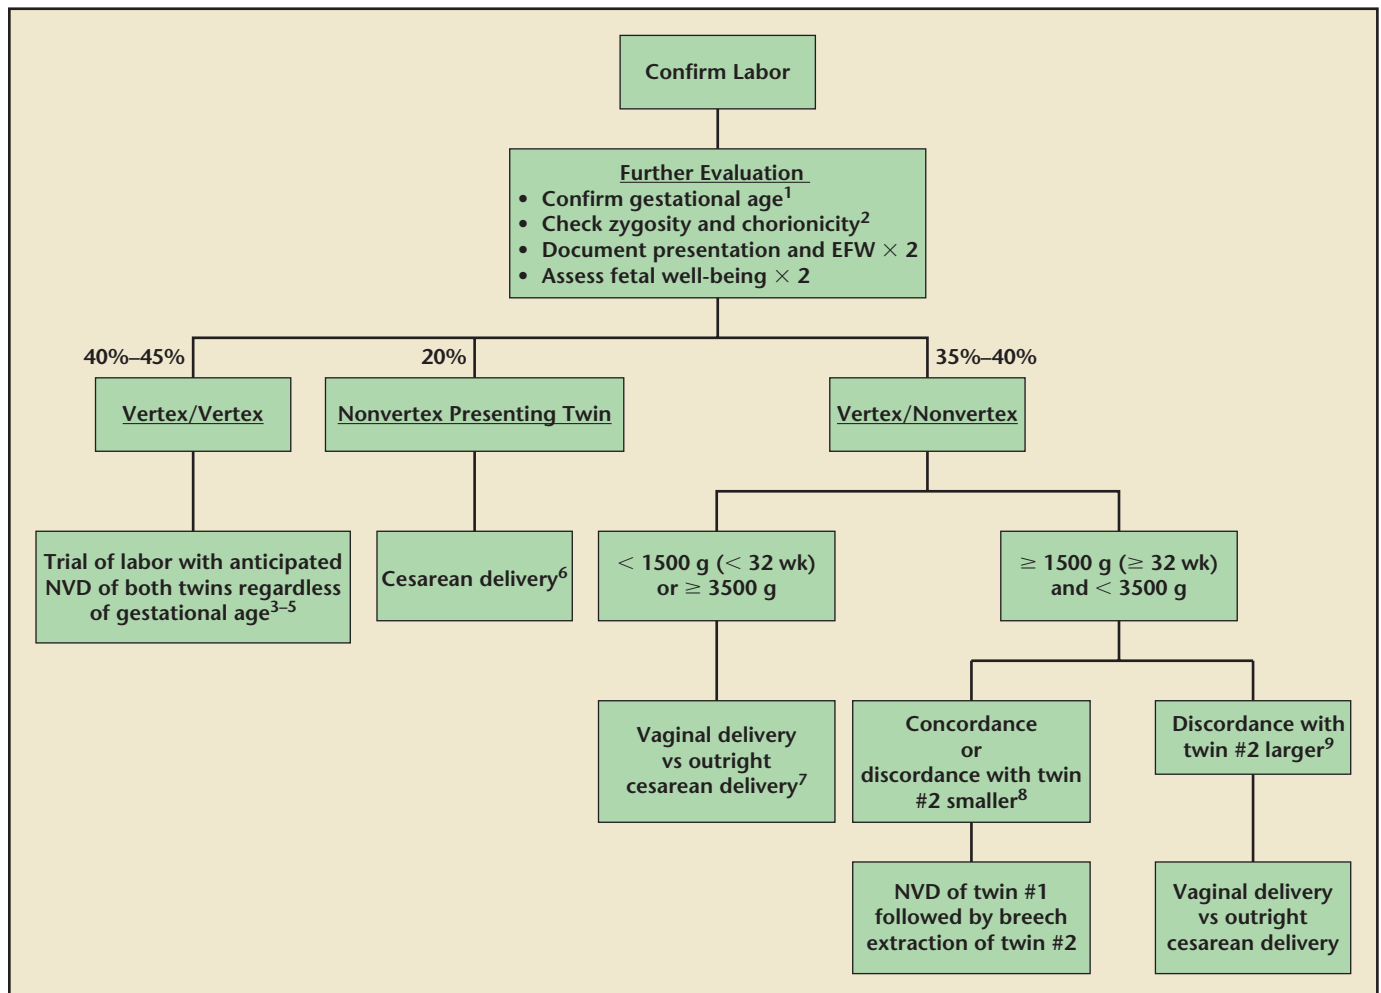 Confirm Labor
Further Evaluation
• Confirm gestational age¹
• Check zygosity and chorionicity²
• Document presentation and EFW × 2
• Assess fetal well-being × 2
40%–45%
20%
35%–40%
Vertex/Vertex
Nonvertex Presenting Twin
Vertex/Nonvertex
Trial of labor with anticipated
NVD of both twins regardless
of gestational age³⁻⁵
Cesarean delivery⁶
< 1500 g (< 32 wk)
or ≥ 3500 g
≥ 1500 g (≥ 32 wk)
and < 3500 g
Vaginal delivery
vs outright
cesarean delivery⁷
Concordance
or
discordance with twin
#2 smaller⁸
Discordance with
twin #2 larger⁹
NVD of twin #1
followed by breech
extraction of twin #2
Vaginal delivery
vs outright
cesarean delivery